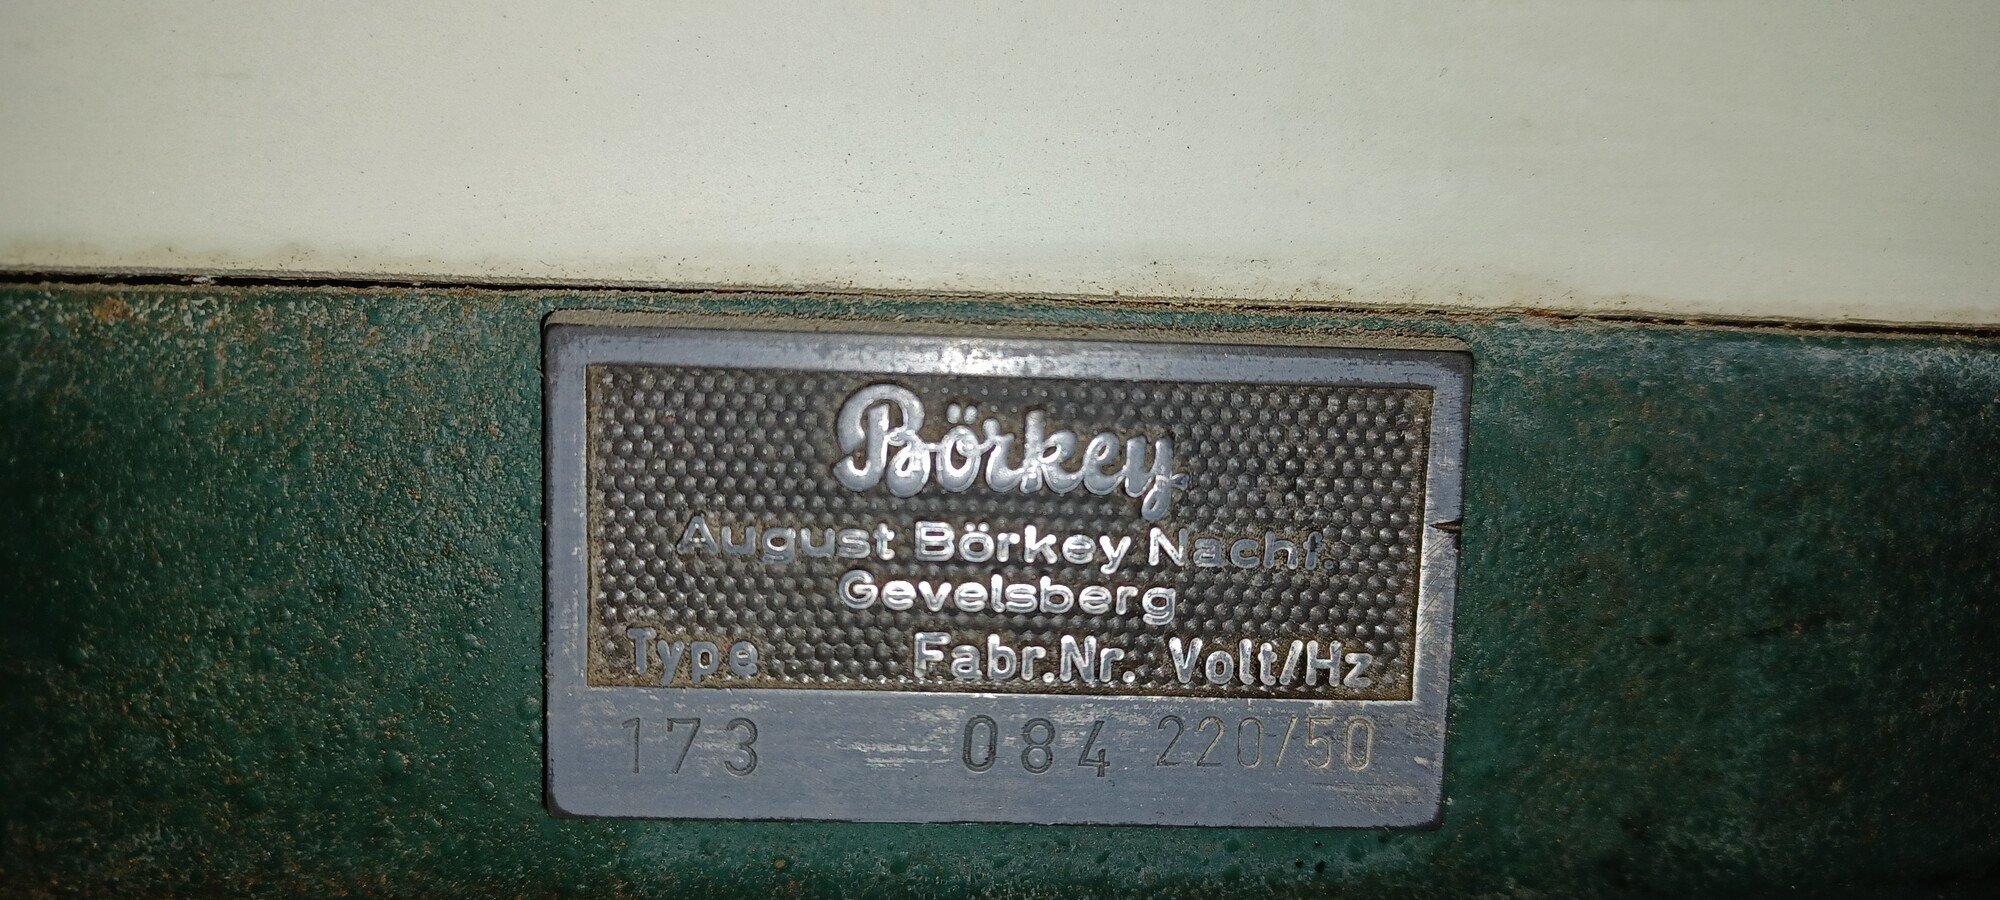 Börkey
August Börkey Nachf.
Gevelsberg
Type Fabr.Nr. Volt/Hz
173 084 220/50